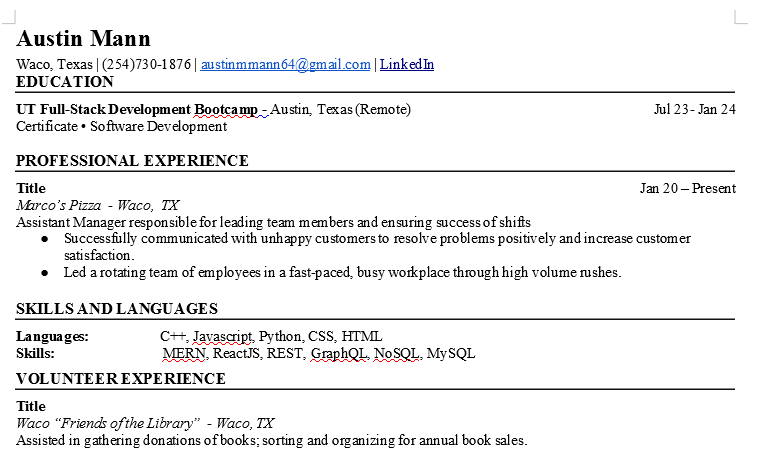 Austin Mann
Waco, Texas | (254)730-1876 | austinmmann64@gmail.com | LinkedIn
EDUCATION
UT Full-Stack Development Bootcamp - Austin, Texas (Remote) Jul 23- Jan 24
Certificate • Software Development
PROFESSIONAL EXPERIENCE
Title Jan 20 – Present
Marco's Pizza - Waco, TX
Assistant Manager responsible for leading team members and ensuring success of shifts
● Successfully communicated with unhappy customers to resolve problems positively and increase customer
satisfaction.
● Led a rotating team of employees in a fast-paced, busy workplace through high volume rushes.
SKILLS AND LANGUAGES
Languages: C++, Javascript, Python, CSS, HTML
Skills: MERN, ReactJS, REST, GraphQL, NoSQL, MySQL
VOLUNTEER EXPERIENCE
Title
Waco “Friends of the Library” - Waco, TX
Assisted in gathering donations of books; sorting and organizing for annual book sales.